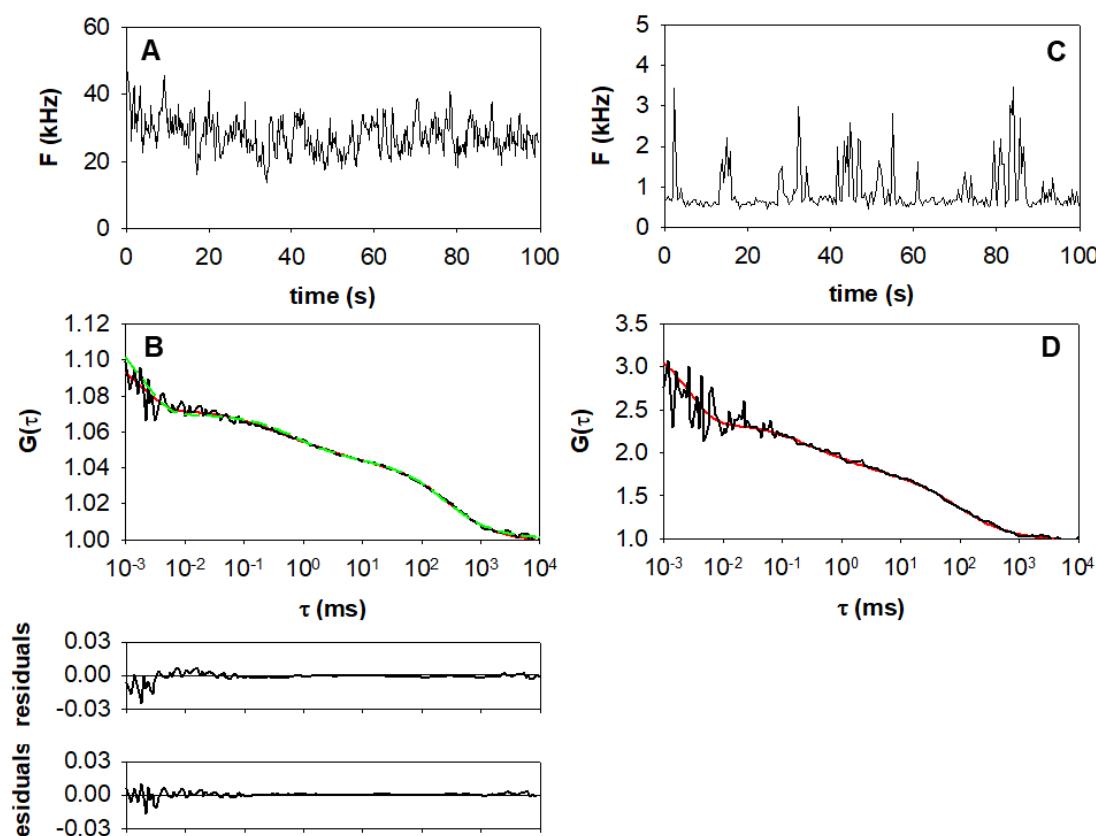 A
F (kHz)
60
40
20
0
0 20 40 60 80 100
time (s)
C
F (kHz)
5
4
3
2
1
0
0 20 40 60 80 100
time (s)
B
G(τ)
1.12
1.10
1.08
1.06
1.04
1.02
1.00
10⁻³ 10⁻² 10⁻¹ 10⁰ 10¹ 10² 10³ 10⁴
τ (ms)
D
G(τ)
3.5
3.0
2.5
2.0
1.5
1.0
10⁻³ 10⁻² 10⁻¹ 10⁰ 10¹ 10² 10³ 10⁴
τ (ms)
residuals
0.03
0.00
-0.03
esiduals
0.03
0.00
-0.03